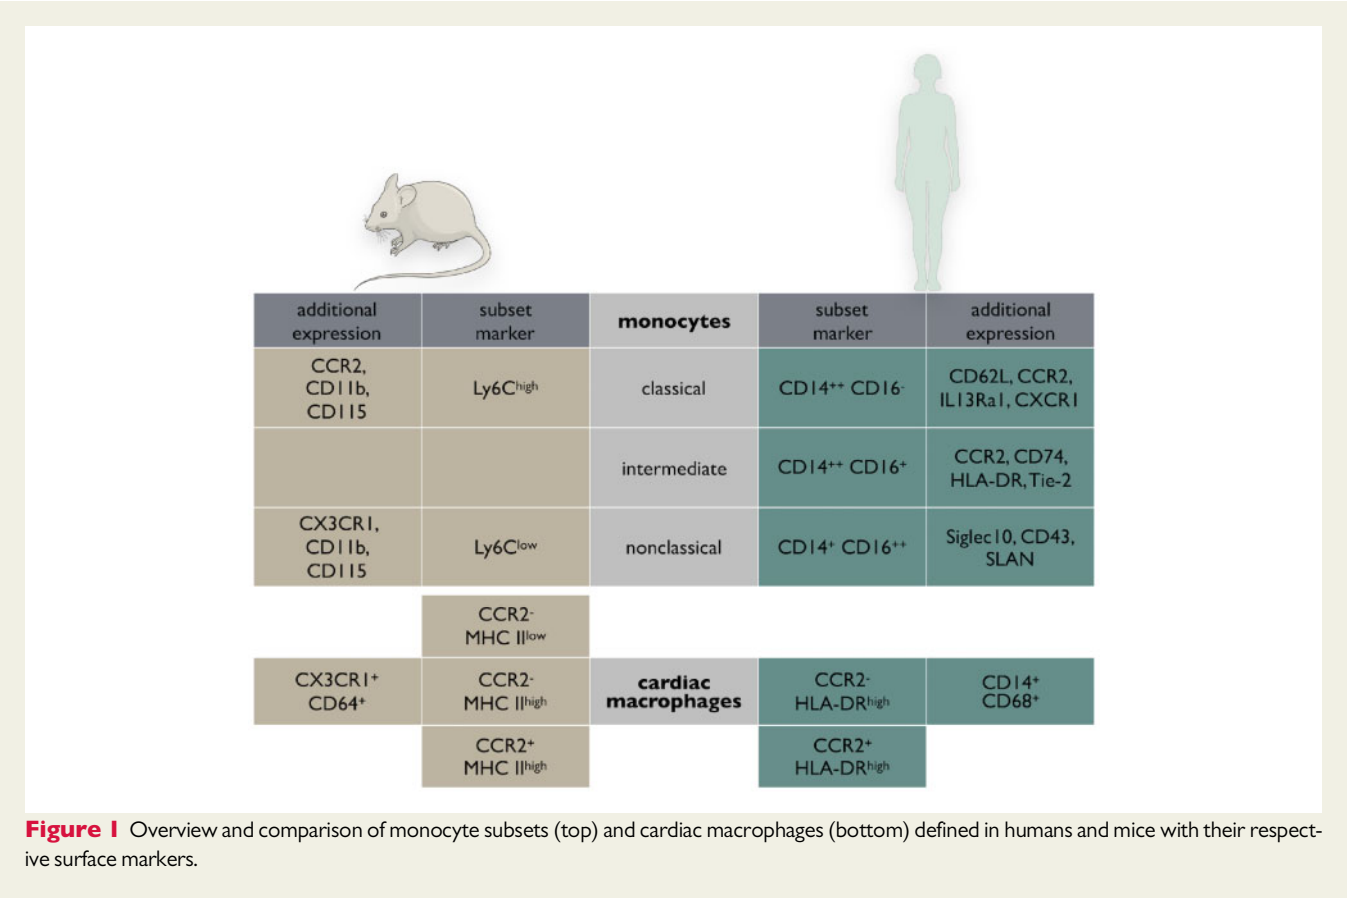 additional expression | subset marker | monocytes | subset marker | additional expression
CCR2, CD11b, CD115 | Ly6Chigh | classical | CD14++ CD16- | CD62L, CCR2, IL13Ra1, CXCR1
intermediate | CD14++ CD16+ | CCR2, CD74, HLA-DR, Tie-2
CX3CR1, CD11b, CD115 | Ly6Clow | nonclassical | CD14+ CD16++ | Siglec10, CD43, SLAN
CCR2- MHC IIlow
CX3CR1+ CD64+ | CCR2- MHC IIhigh | cardiac macrophages | CCR2- HLA-DRhigh | CD14+ CD68+
CCR2+ MHC IIhigh | CCR2+ HLA-DRhigh
Figure 1 Overview and comparison of monocyte subsets (top) and cardiac macrophages (bottom) defined in humans and mice with their respect-
ive surface markers.